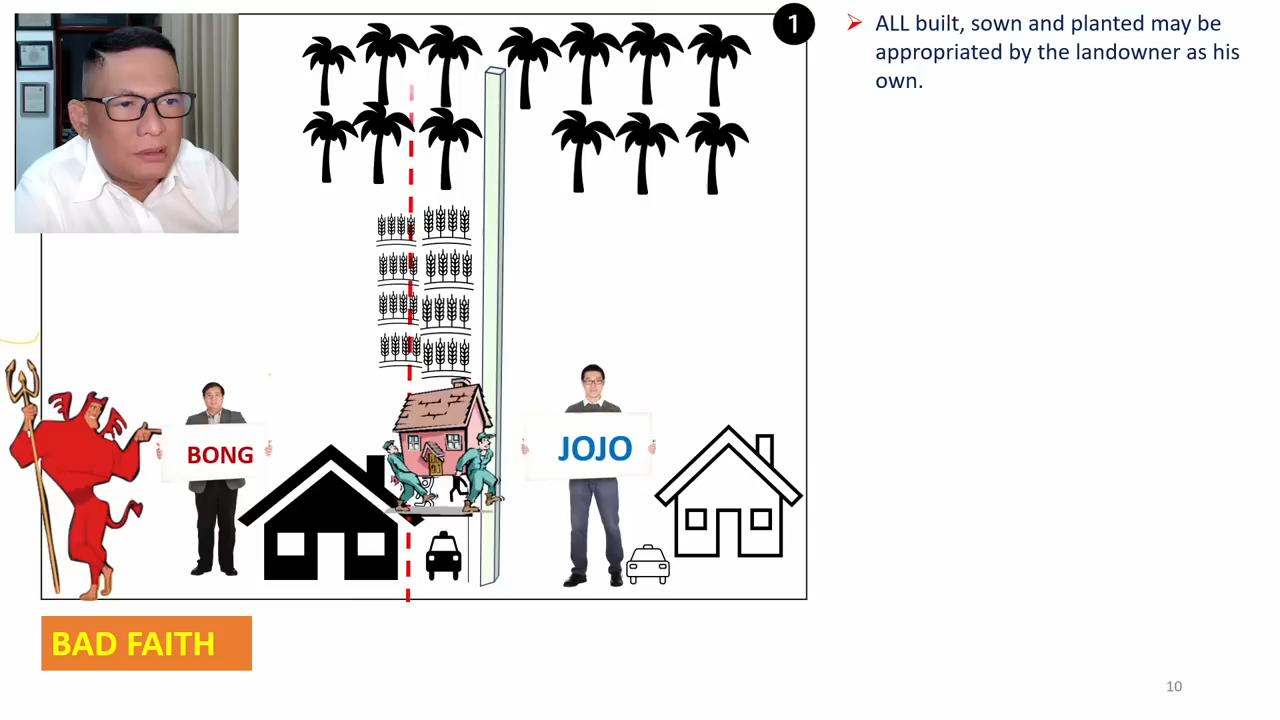 1
ALL built, sown and planted may be
appropriated by the landowner as his
own.
BONG
JOJO
BAD FAITH
10